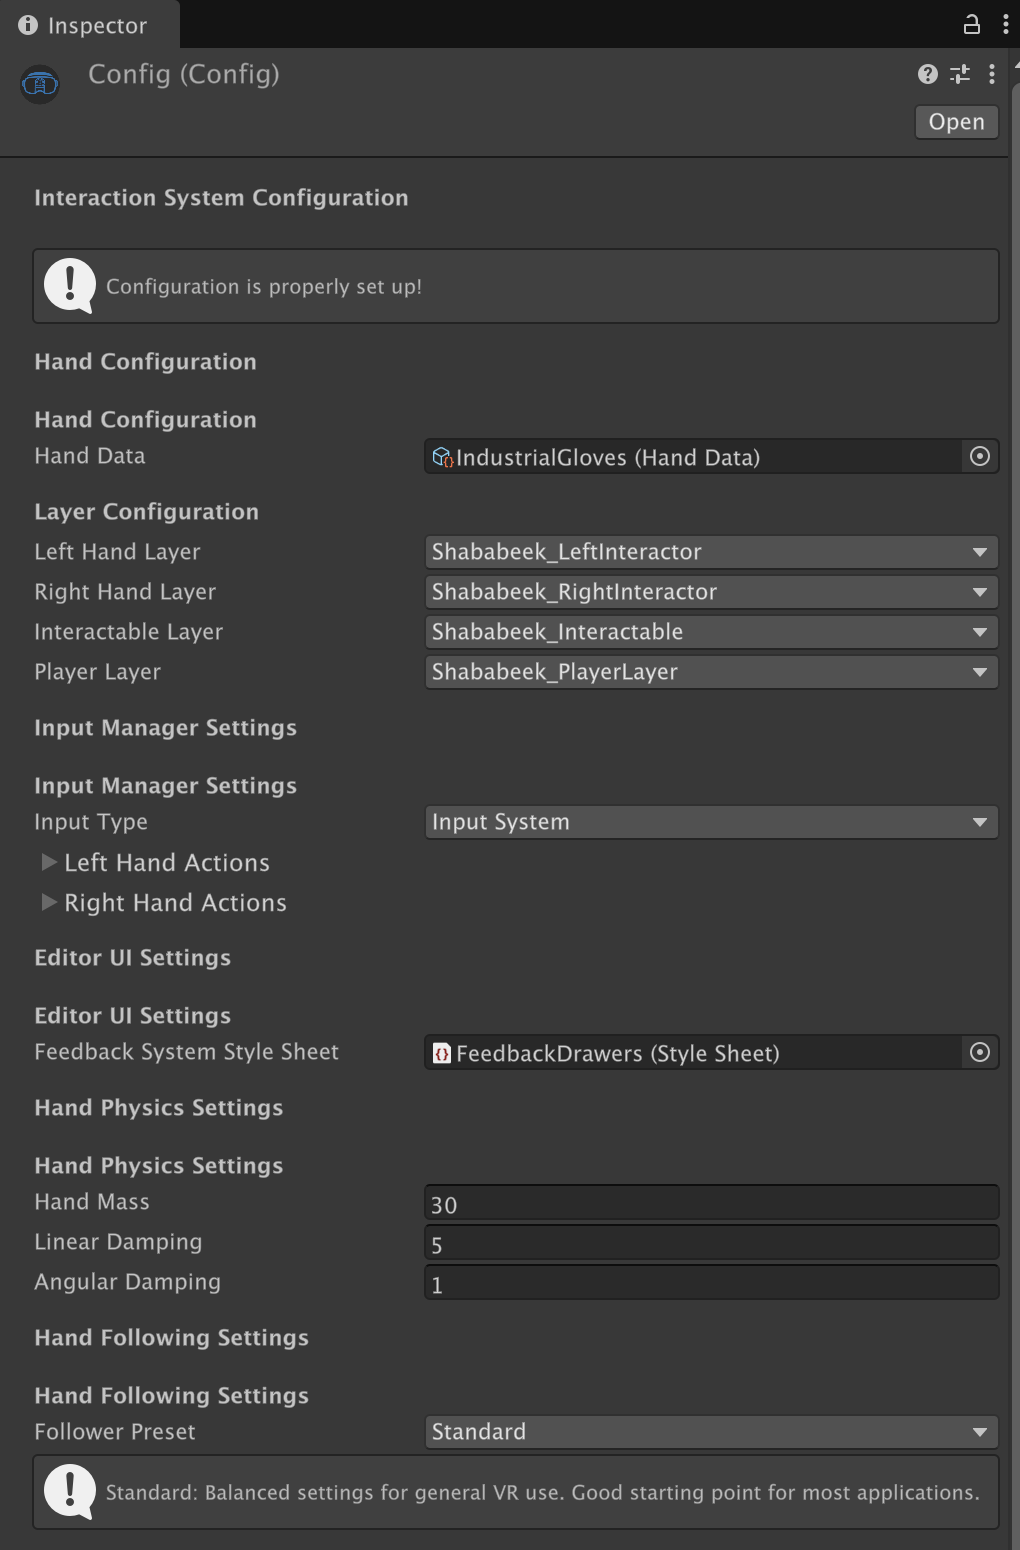 Inspector
Config (Config)
Open
Interaction System Configuration
Configuration is properly set up!
Hand Configuration
Hand Configuration
Hand Data IndustrialGloves (Hand Data)
Layer Configuration
Left Hand Layer Shababeek_LeftInteractor
Right Hand Layer Shababeek_RightInteractor
Interactable Layer Shababeek_Interactable
Player Layer Shababeek_PlayerLayer
Input Manager Settings
Input Manager Settings
Input Type Input System
Left Hand Actions
Right Hand Actions
Editor UI Settings
Editor UI Settings
Feedback System Style Sheet FeedbackDrawers (Style Sheet)
Hand Physics Settings
Hand Physics Settings
Hand Mass 30
Linear Damping 5
Angular Damping 1
Hand Following Settings
Hand Following Settings
Follower Preset Standard
Standard: Balanced settings for general VR use. Good starting point for most applications.